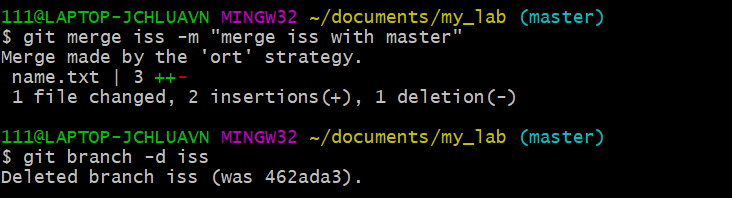 111@LAPTOP-JCHLUAVN MINGW32 ~/documents/my_lab (master)
$ git merge iss -m "merge iss with master"
Merge made by the 'ort' strategy.
 name.txt | 3 ++-
 1 file changed, 2 insertions(+), 1 deletion(-)

111@LAPTOP-JCHLUAVN MINGW32 ~/documents/my_lab (master)
$ git branch -d iss
Deleted branch iss (was 462ada3).